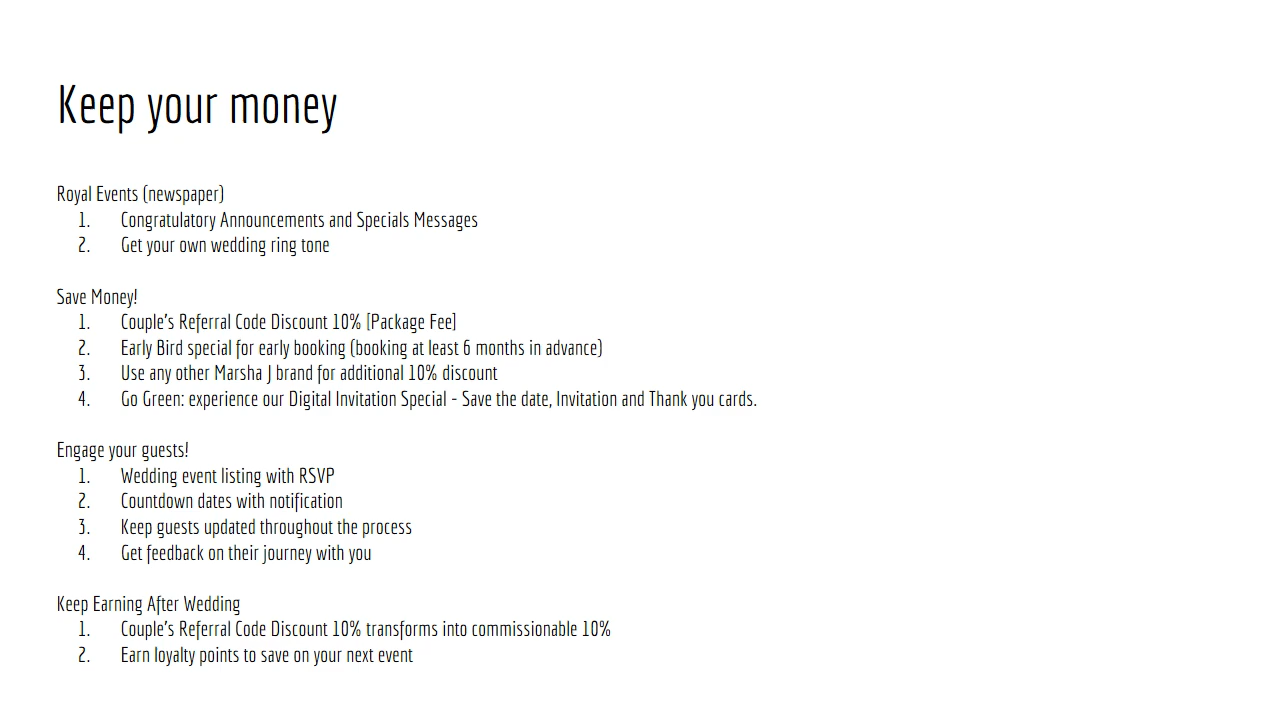 Keep your money
Royal Events (newspaper)
1. Congratulatory Announcements and Specials Messages
2. Get your own wedding ring tone
Save Money!
1. Couple's Referral Code Discount 10% [Package Fee]
2. Early Bird special for early booking (booking at least 6 months in advance)
3. Use any other Marsha J brand for additional 10% discount
4. Go Green: experience our Digital Invitation Special - Save the date, Invitation and Thank you cards.
Engage your guests!
1. Wedding event listing with RSVP
2. Countdown dates with notification
3. Keep guests updated throughout the process
4. Get feedback on their journey with you
Keep Earning After Wedding
1. Couple's Referral Code Discount 10% transforms into commissionable 10%
2. Earn loyalty points to save on your next event